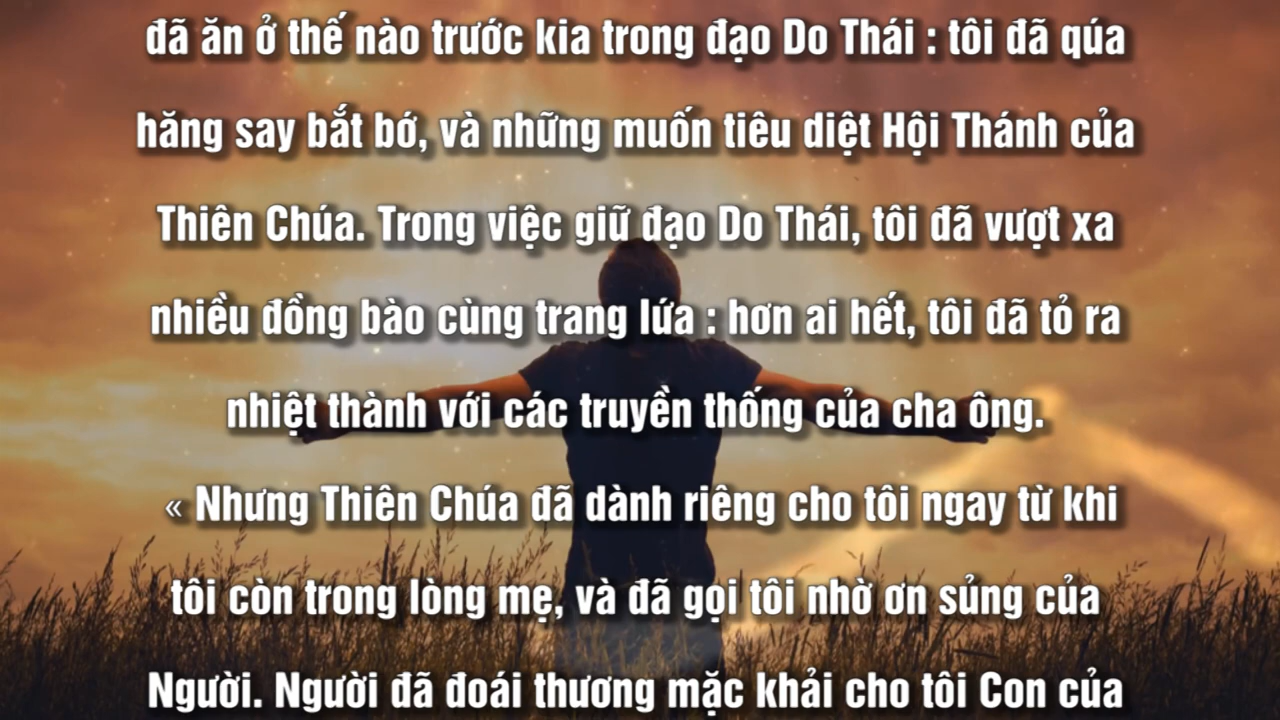 đã ăn ở thế nào trước kia trong đạo Do Thái : tôi đã qúa
hăng say bắt bớ, và những muốn tiêu diệt Hội Thánh của
Thiên Chúa. Trong việc giữ đạo Do Thái, tôi đã vượt xa
nhiều đồng bào cùng trang lứa : hơn ai hết, tôi đã tỏ ra
nhiệt thành với các truyền thống của cha ông.
« Nhưng Thiên Chúa đã dành riêng cho tôi ngay từ khi
tôi còn trong lòng mẹ, và đã gọi tôi nhờ ơn sủng của
Người. Người đã đoái thương mặc khải cho tôi Con của